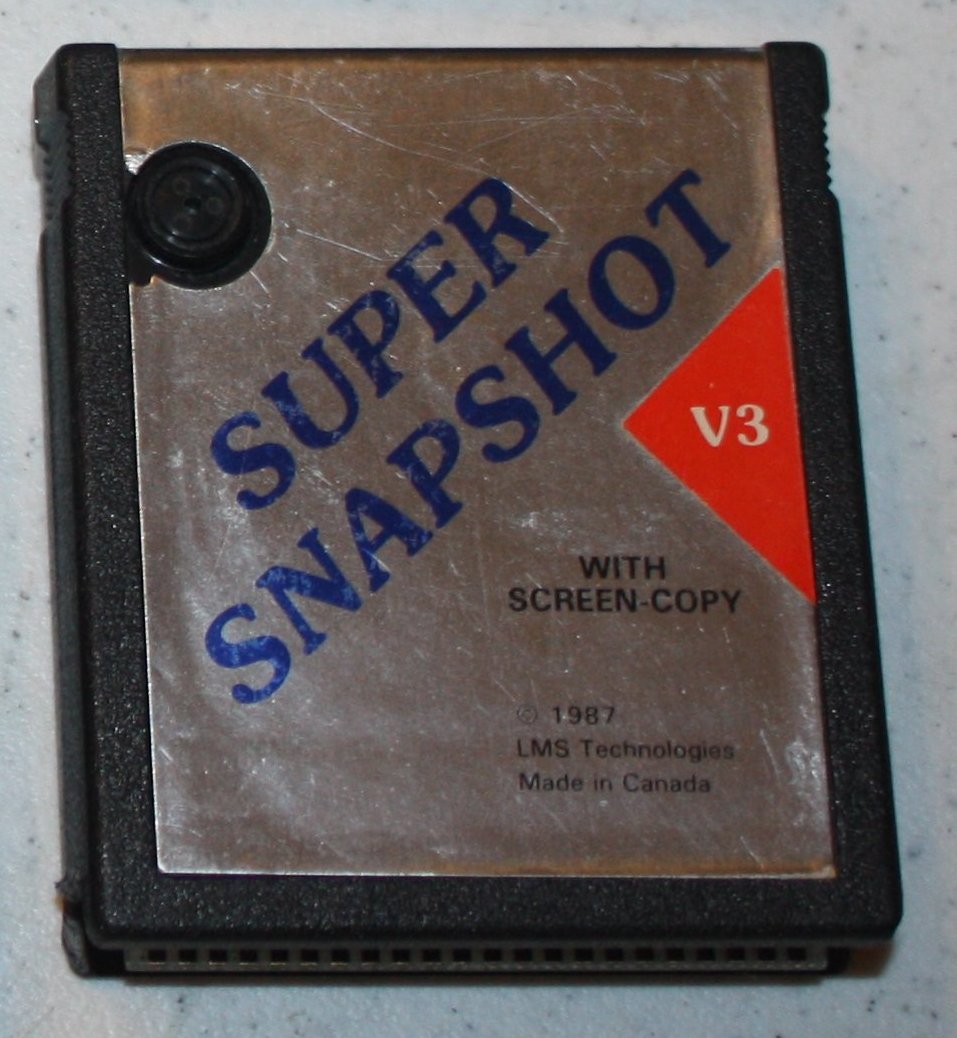 SUPER
SNAPSHOT
V3
WITH
SCREEN-COPY
© 1987
LMS Technologies
Made in Canada